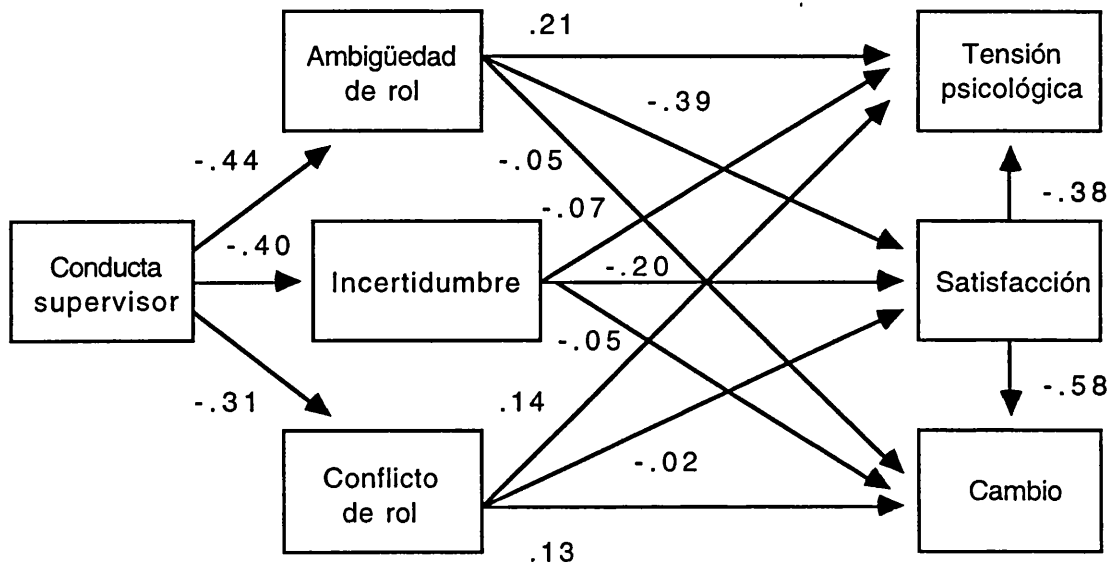 .21
Ambigüedad
de rol
Tensión
psicológica
-.39
-.44
-.05
-.07
-.38
-.40
Conducta
supervisor
Incertidumbre
-.20
Satisfacción
-.05
-.31
.14
-.58
Conflicto
de rol
-.02
Cambio
.13